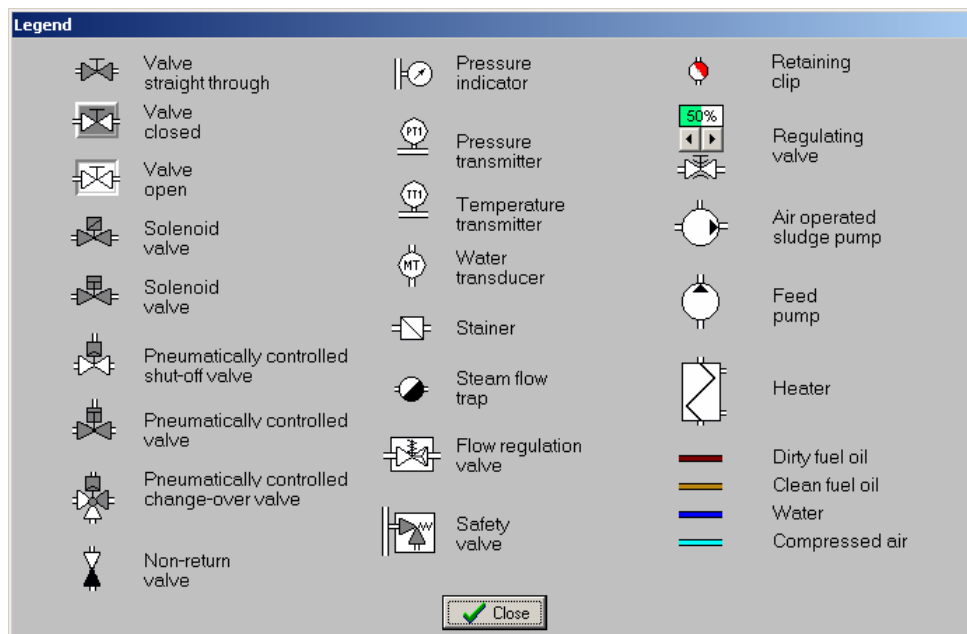 Legend
Valve
straight through
Valve
closed
Valve
open
Solenoid
valve
Solenoid
valve
Pneumatically controlled
shut-off valve
Pneumatically controlled
valve
Pneumatically controlled
change-over valve
Non-return
valve
Pressure
indicator
PT1
Pressure
transmitter
TT1
Temperature
transmitter
MT
Water
transducer
Stainer
Steam flow
trap
Flow regulation
valve
Safety
valve
Retaining
clip
50%
Regulating
valve
Air operated
sludge pump
Feed
pump
Heater
Dirty fuel oil
Clean fuel oil
Water
Compressed air
Close